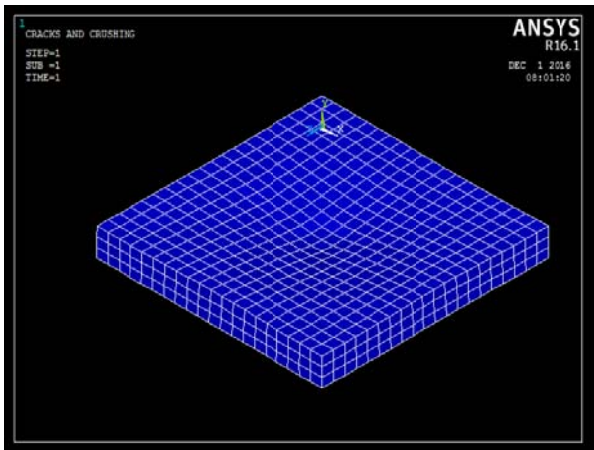 1
CRACKS AND CRUSHING
STEP=1
SUB =1
TIME=1
ANSYS
R16.1
DEC 1 2016
08:01:20
Y
X